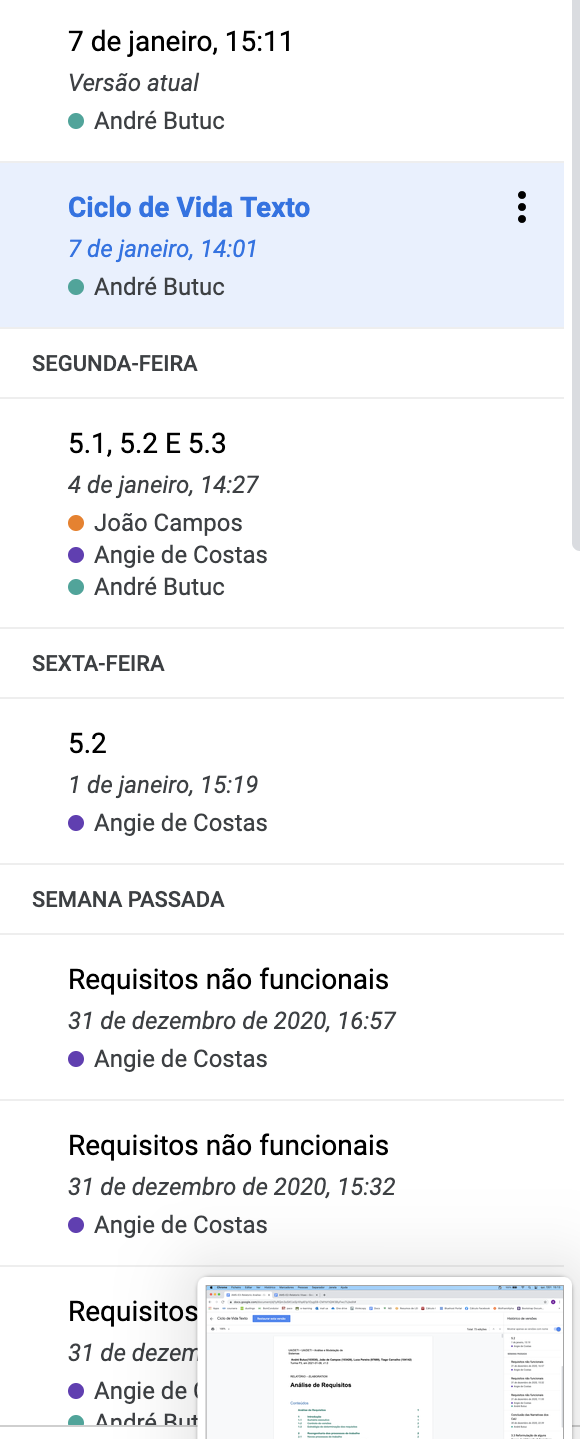 7 de janeiro, 15:11
Versão atual
André Butuc
Ciclo de Vida Texto
7 de janeiro, 14:01
André Butuc
SEGUNDA-FEIRA
5.1, 5.2 E 5.3
4 de janeiro, 14:27
João Campos
Angie de Costas
André Butuc
SEXTA-FEIRA
5.2
1 de janeiro, 15:19
Angie de Costas
SEMANA PASSADA
Requisitos não funcionais
31 de dezembro de 2020, 16:57
Angie de Costas
Requisitos não funcionais
31 de dezembro de 2020, 15:32
Angie de Costas
Requisitos
31 de dezem
Angie de
André But
Ciclo de Vida Texto
Análise de Requisitos
Conteúdos